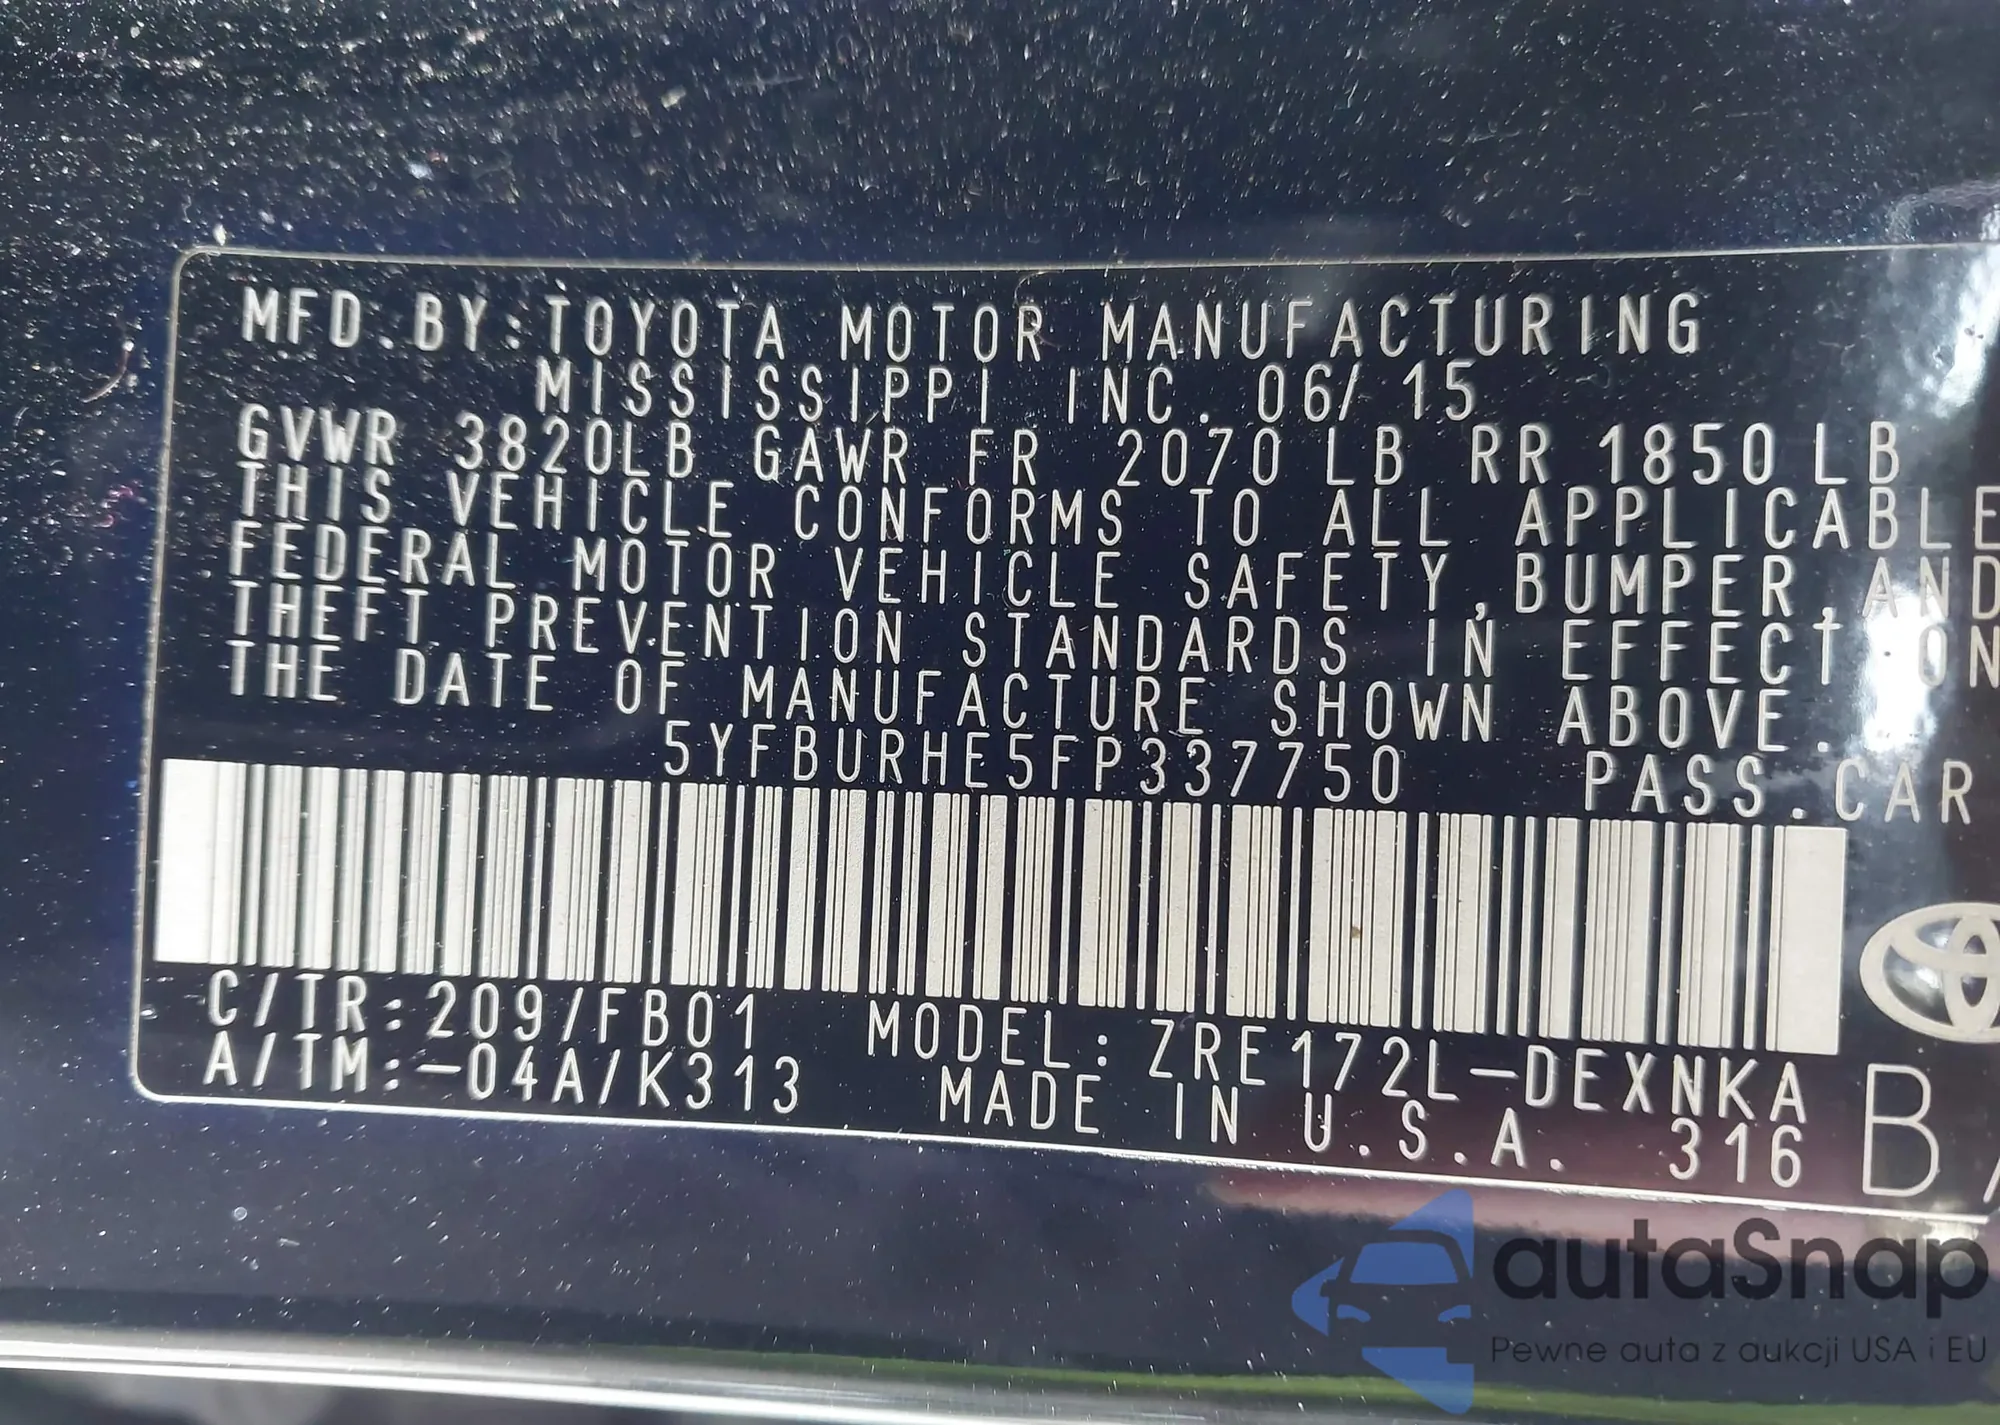 MFD.BY:TOYOTA MOTOR MANUFACTURING
MISSISSIPPI INC. 06/15
GVWR 3820LB GAWR FR 2070LB RR 1850LB
THIS VEHICLE CONFORMS TO ALL APPLICABLE
FEDERAL MOTOR VEHICLE SAFETY,BUMPER,AND
THEFT PREVENTION STANDARDS IN EFFECT ON
THE DATE OF MANUFACTURE SHOWN ABOVE.
5YFBURHE5FP337750 PASS.CAR
C/TR:209/FB01 MODEL:ZRE172L-DEXNKA
A/TM:-04A/K313 MADE IN U.S.A. 316
B/
autaSnap
Pewne auta z aukcji USA i EU